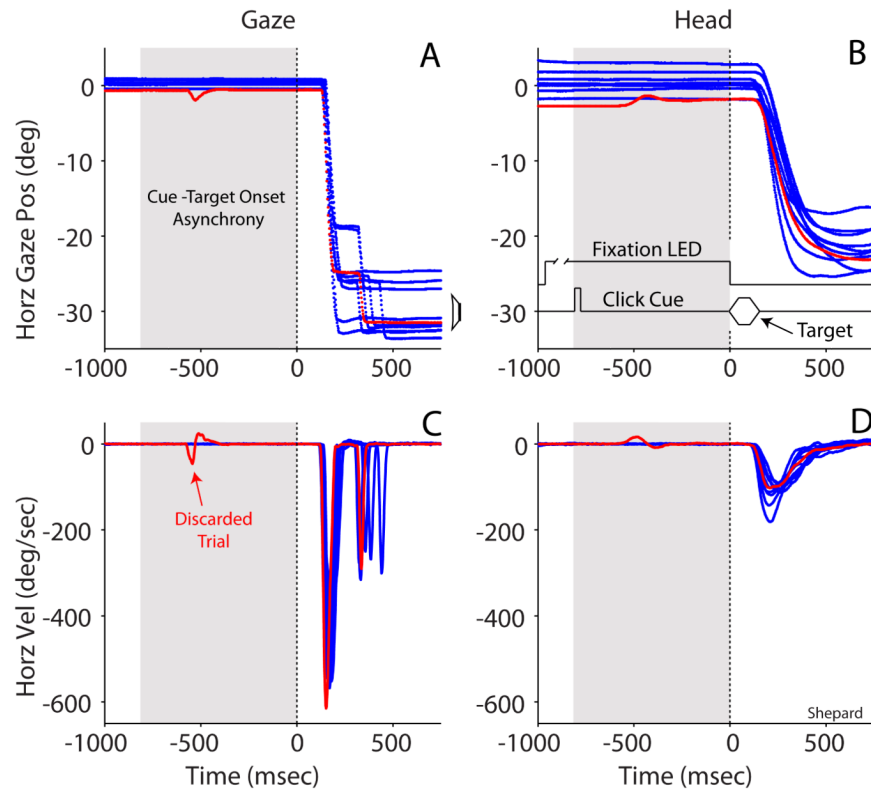 Gaze
Head
A
B
Horz Gaze Pos (deg)
0
-10
-20
-30
Cue -Target Onset
Asynchrony
-1000
-500
0
500
0
-10
-20
-30
Fixation LED
Click Cue
Target
-1000
-500
0
500
C
D
Horz Vel (deg/sec)
0
-200
-400
-600
Discarded
Trial
-1000
-500
0
500
Time (msec)
0
-200
-400
-600
Shepard
-1000
-500
0
500
Time (msec)